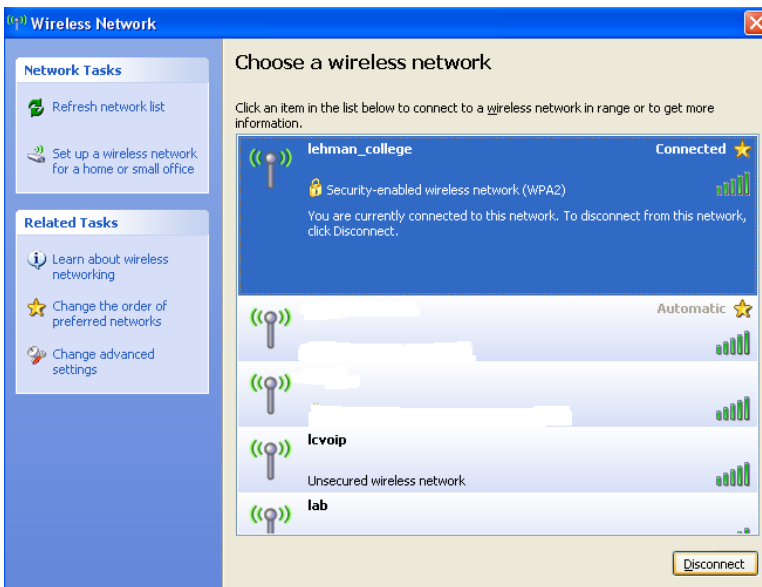 Wireless Network
Network Tasks
Refresh network list
Set up a wireless network
for a home or small office
Related Tasks
Learn about wireless
networking
Change the order of
preferred networks
Change advanced
settings
Choose a wireless network
Click an item in the list below to connect to a wireless network in range or to get more
information.
lehman_college Connected
Security-enabled wireless network (WPA2)
You are currently connected to this network. To disconnect from this network,
click Disconnect.
Automatic
lcvoip
Unsecured wireless network
lab
Disconnect